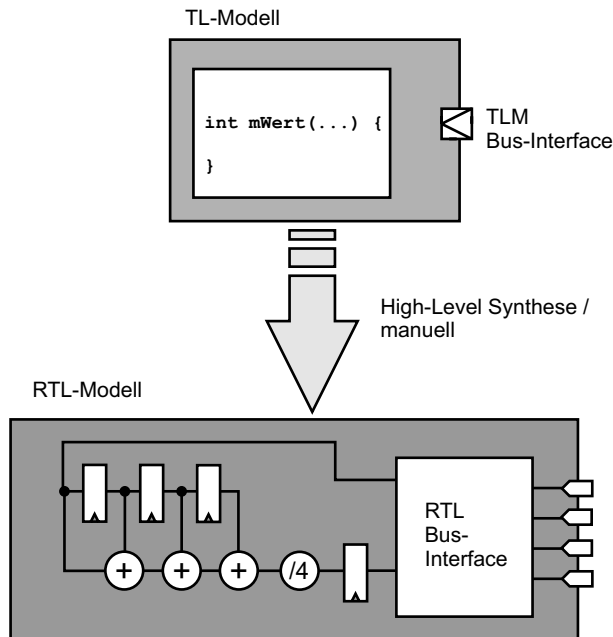 TL-Modell
int mWert(...) {
}
TLM
Bus-Interface
High-Level Synthese /
manuell
RTL-Modell
RTL
Bus-
Interface
+ + + /4